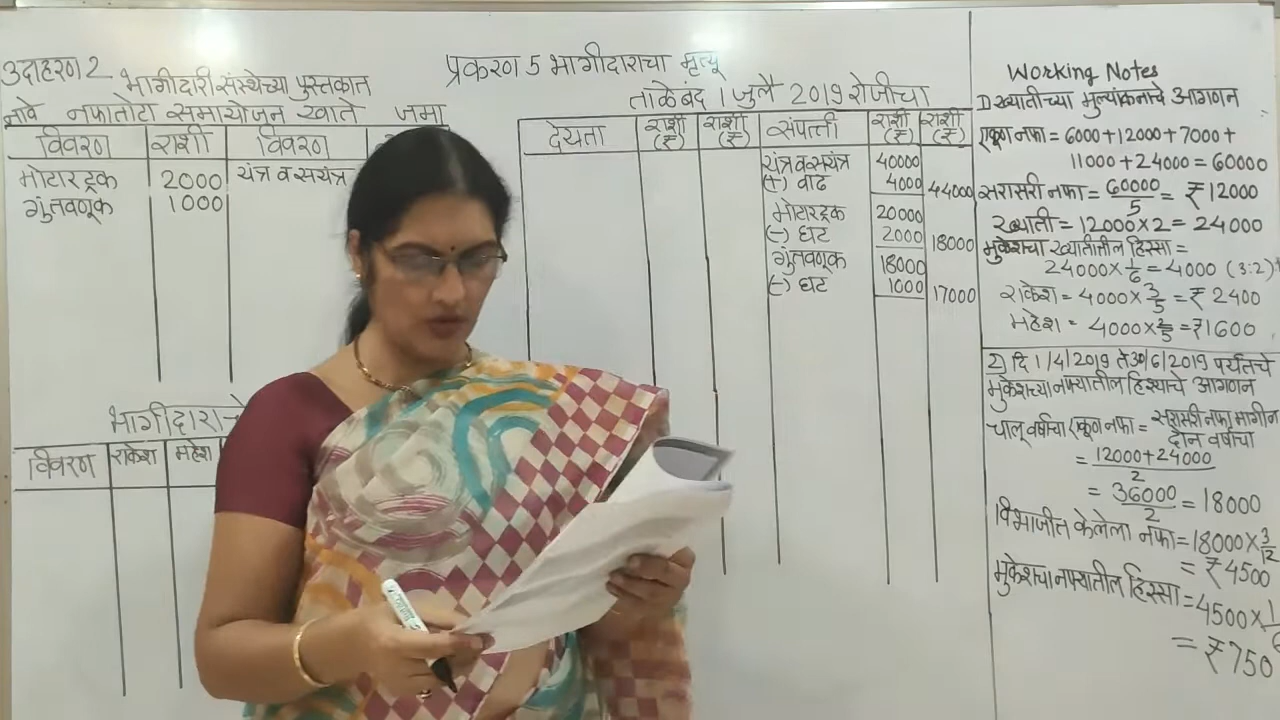 उदाहरण 2
प्रकरण 5 भागीदाराचा मृत्यू
भागीदारी संस्थेच्या पुस्तकात
नावे नफातोटा समायोजन खाते जमा
विवरण राशी विवरण
मोटार ट्रक 2000 यंत्र व सयंत्र
गुंतवणूक 1000
भागीदाराचे
विवरण राकेश महेश
ताळेबंद 1 जुलै 2019 रोजीचा
देयता राशी (₹) राशी (₹) संपत्ती राशी (₹) राशी (₹)
यंत्र व सयंत्र 40000
(+) वाढ 4000 44000
मोटार ट्रक 20000
(-) घट 2000 18000
गुंतवणूक 18000
(-) घट 1000 17000
Working Notes
1) ख्यातीच्या मुल्यांकनाचे आगणन
एकूण नफा = 6000 + 12000 + 7000 +
11000 + 24000 = 60000
सरासरी नफा = 60000/5 = ₹ 12000
ख्याती = 12000 × 2 = 24000
मुकेशचा ख्यातीतील हिस्सा =
24000 × 1/6 = 4000 (3:2)
राकेश = 4000 × 3/5 = ₹ 2400
महेश = 4000 × 2/5 = ₹ 1600
2) दि 1/4/2019 ते 30/6/2019 पर्यंतचे
मुकेशच्या नफ्यातील हिश्याचे आगणन
चालू वर्षाचा एकूण नफा = सरासरी नफा मागील
दोन वर्षाचा
= 12000 + 24000
2
= 36000/2 = 18000
विभाजीत केलेला नफा = 18000 × 3/12
= ₹ 4500
मुकेशचा नफ्यातील हिस्सा = 4500 × 1/6
= ₹ 750